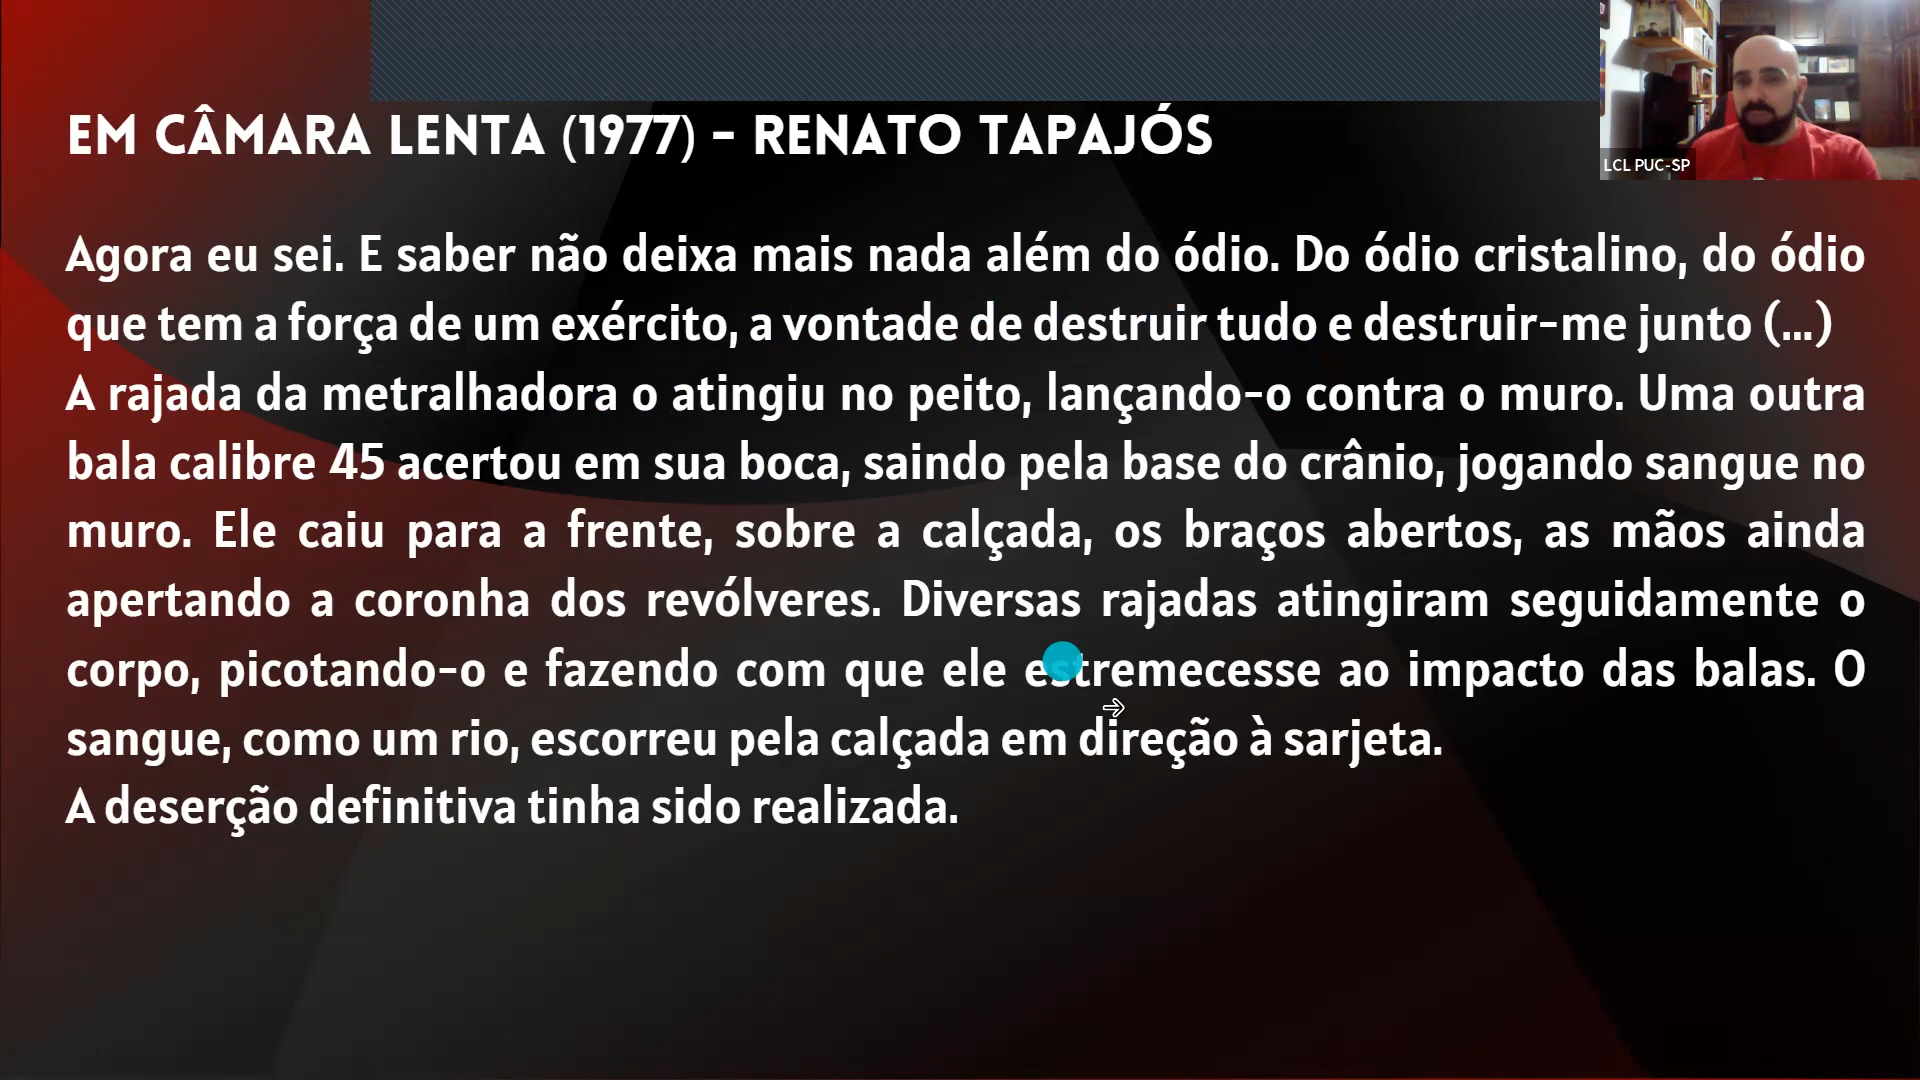 EM CÂMARA LENTA (1977) - RENATO TAPAJÓS
LCL PUC-SP
Agora eu sei. E saber não deixa mais nada além do ódio. Do ódio cristalino, do ódio
que tem a força de um exército, a vontade de destruir tudo e destruir-me junto (...)
A rajada da metralhadora o atingiu no peito, lançando-o contra o muro. Uma outra
bala calibre 45 acertou em sua boca, saindo pela base do crânio, jogando sangue no
muro. Ele caiu para a frente, sobre a calçada, os braços abertos, as mãos ainda
apertando a coronha dos revólveres. Diversas rajadas atingiram seguidamente o
corpo, picotando-o e fazendo com que ele estremecesse ao impacto das balas. O
sangue, como um rio, escorreu pela calçada em direção à sarjeta.
A deserção definitiva tinha sido realizada.